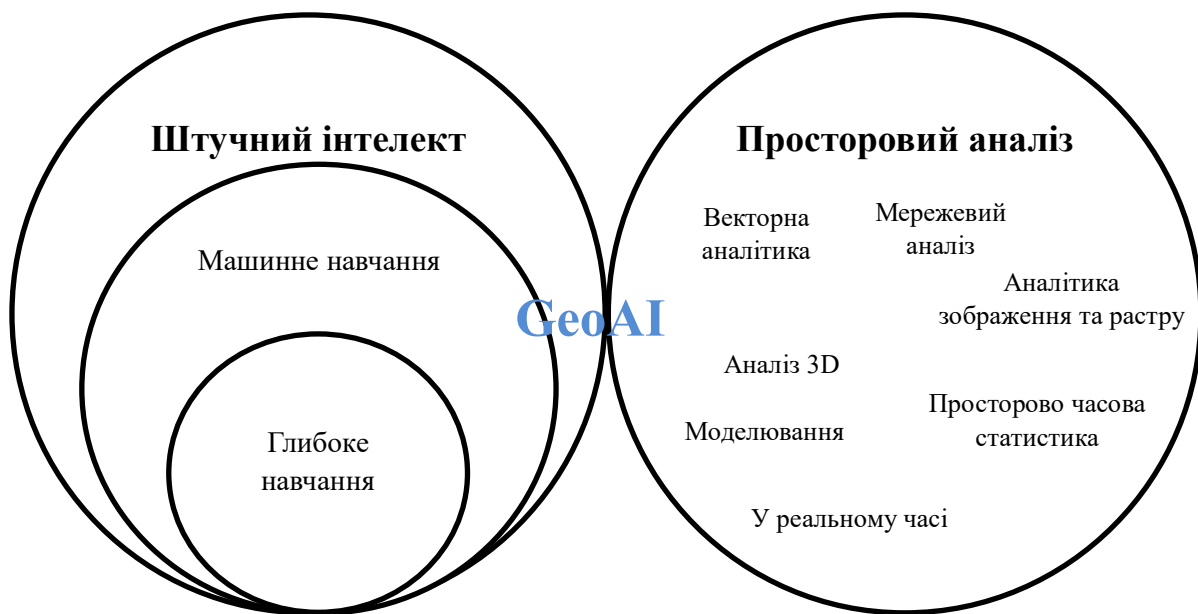 Штучний інтелект
Машинне навчання
Глибоке
навчання
GeoAI
Просторовий аналіз
Векторна
аналітика
Мережевий
аналіз
Аналітика
зображення та растру
Аналіз 3D
Просторово часова
статистика
Моделювання
У реальному часі